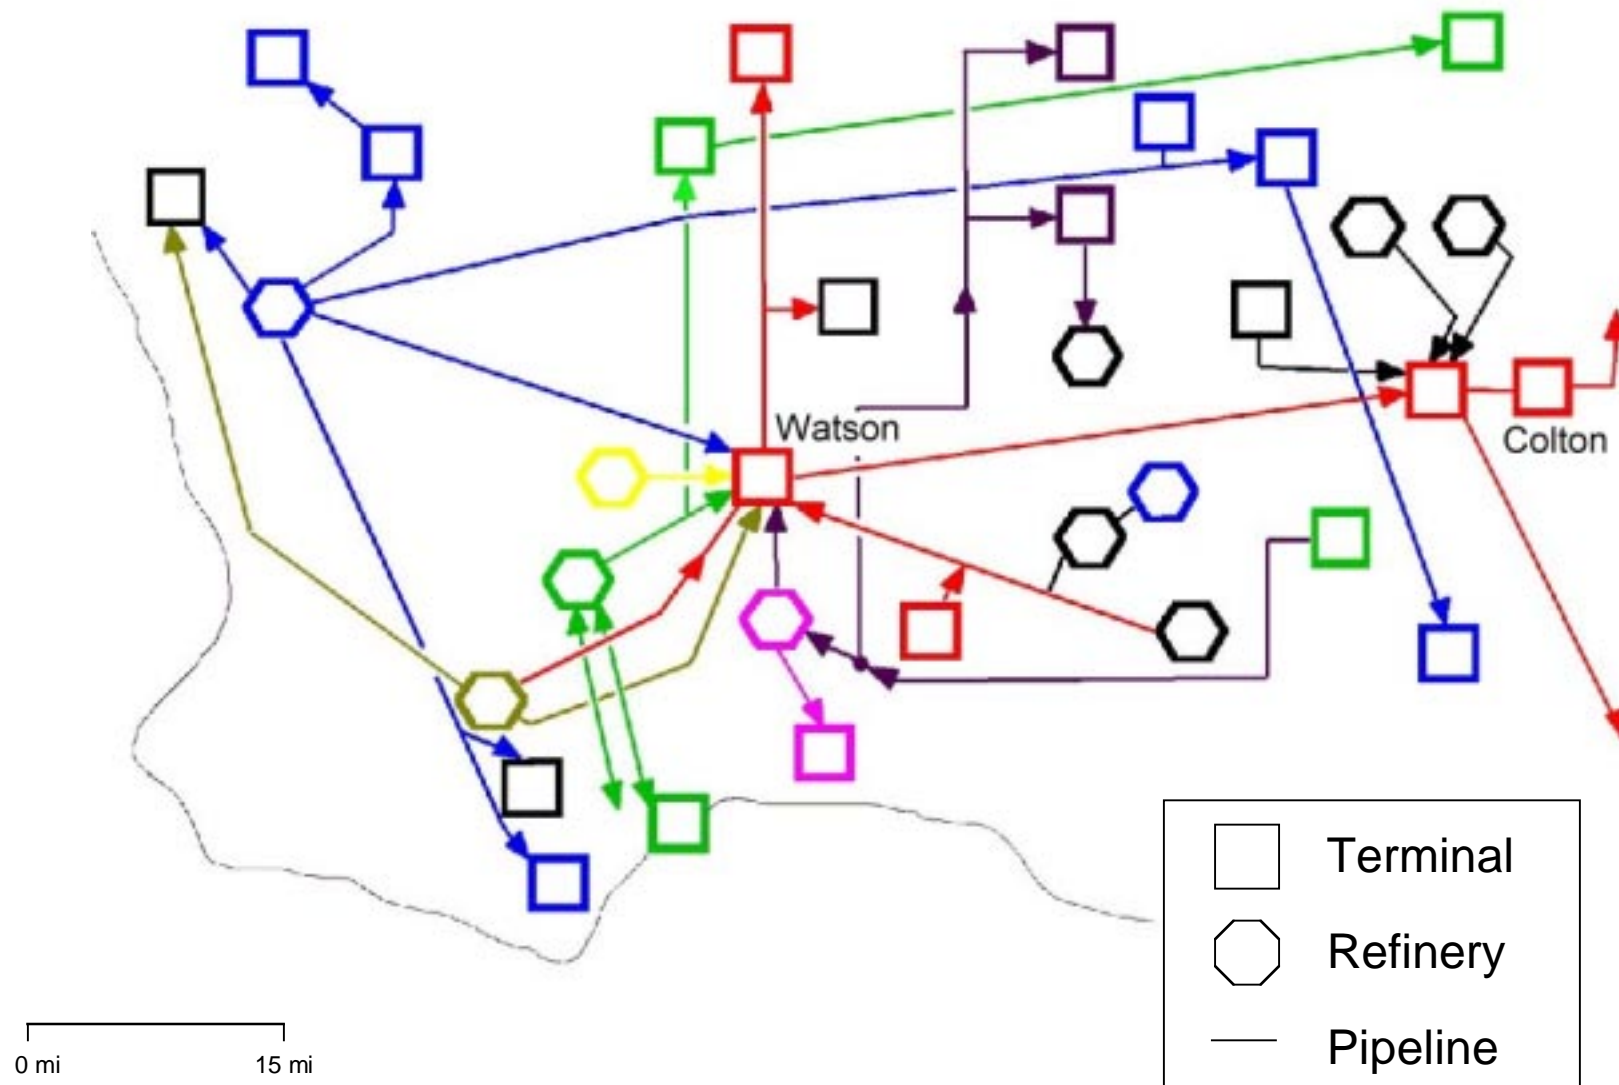 Watson
Colton
Terminal
Refinery
Pipeline
0 mi
15 mi